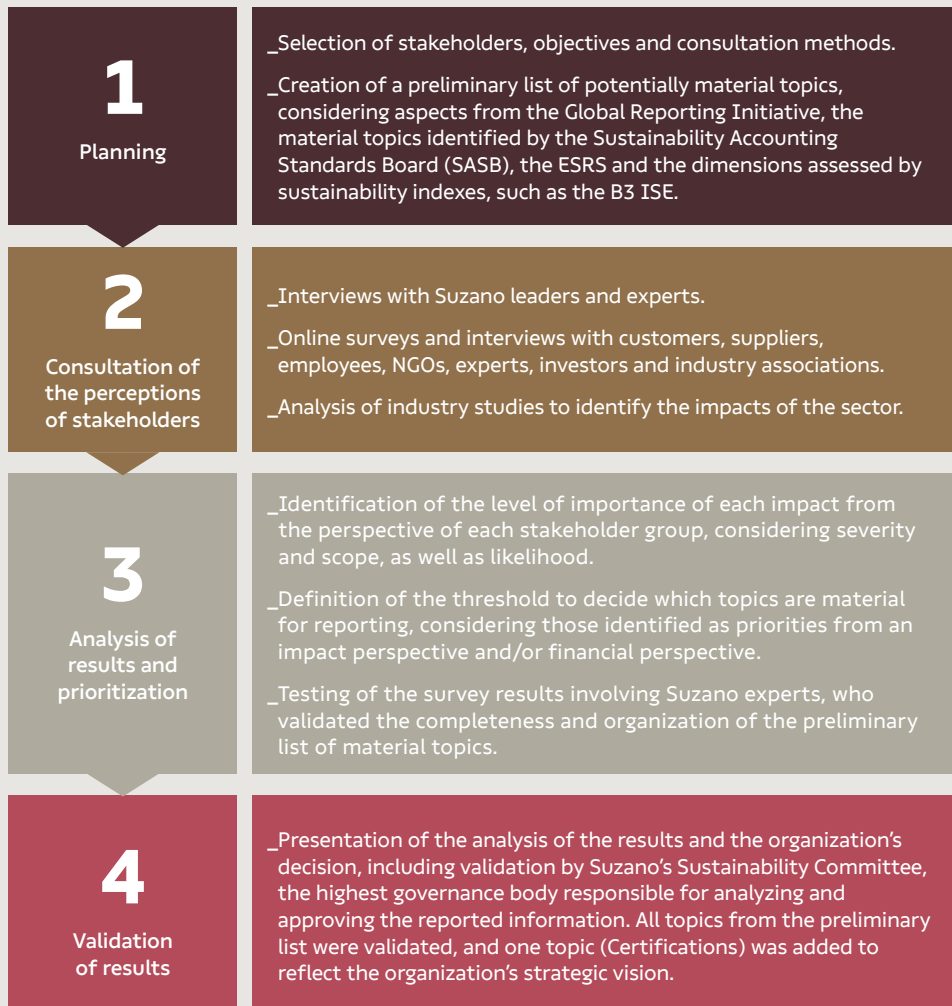 1
Planning
_Selection of stakeholders, objectives and consultation methods.
_Creation of a preliminary list of potentially material topics,
considering aspects from the Global Reporting Initiative, the
material topics identified by the Sustainability Accounting
Standards Board (SASB), the ESRS and the dimensions assessed by
sustainability indexes, such as the B3 ISE.
2
Consultation of
the perceptions
of stakeholders
_Interviews with Suzano leaders and experts.
_Online surveys and interviews with customers, suppliers,
employees, NGOs, experts, investors and industry associations.
_Analysis of industry studies to identify the impacts of the sector.
3
Analysis of
results and
prioritization
_Identification of the level of importance of each impact from
the perspective of each stakeholder group, considering severity
and scope, as well as likelihood.
_Definition of the threshold to decide which topics are material
for reporting, considering those identified as priorities from an
impact perspective and/or financial perspective.
_Testing of the survey results involving Suzano experts, who
validated the completeness and organization of the preliminary
list of material topics.
4
Validation
of results
_Presentation of the analysis of the results and the organization’s
decision, including validation by Suzano’s Sustainability Committee,
the highest governance body responsible for analyzing and
approving the reported information. All topics from the preliminary
list were validated, and one topic (Certifications) was added to
reflect the organization’s strategic vision.